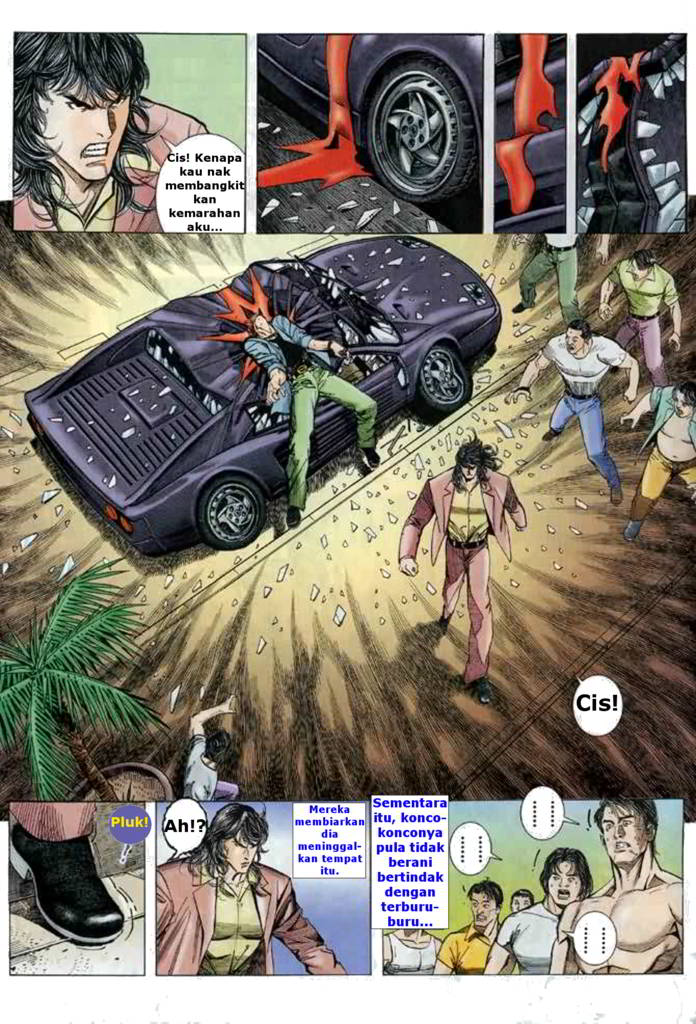 Cis! Kenapa
kau nak
membangkit
kan
kemarahan
aku...
Cis!
Pluk!
Ah!?
Mereka
membiarkan
dia
meninggal-
kan tempat
itu.
Sementara
itu, konco-
konconya
pula tidak
berani
bertindak
dengan
terburu-
buru...